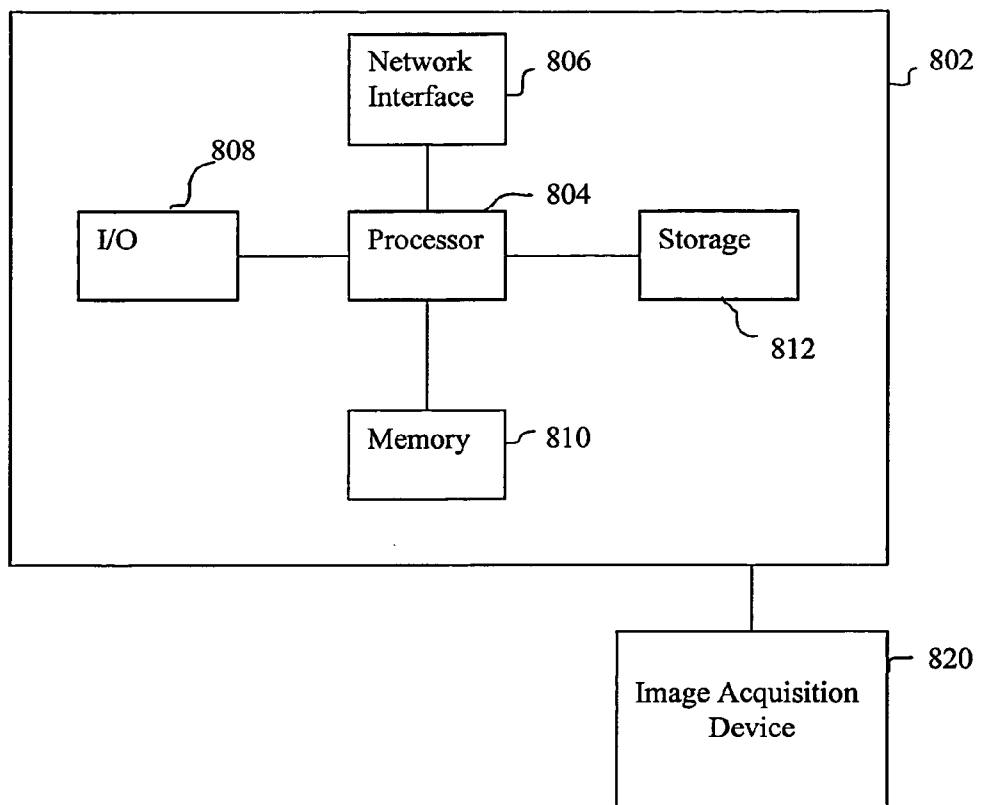 Network
Interface
806
802
808
804
I/O
Processor
Storage
812
Memory
810
820
Image Acquisition
Device